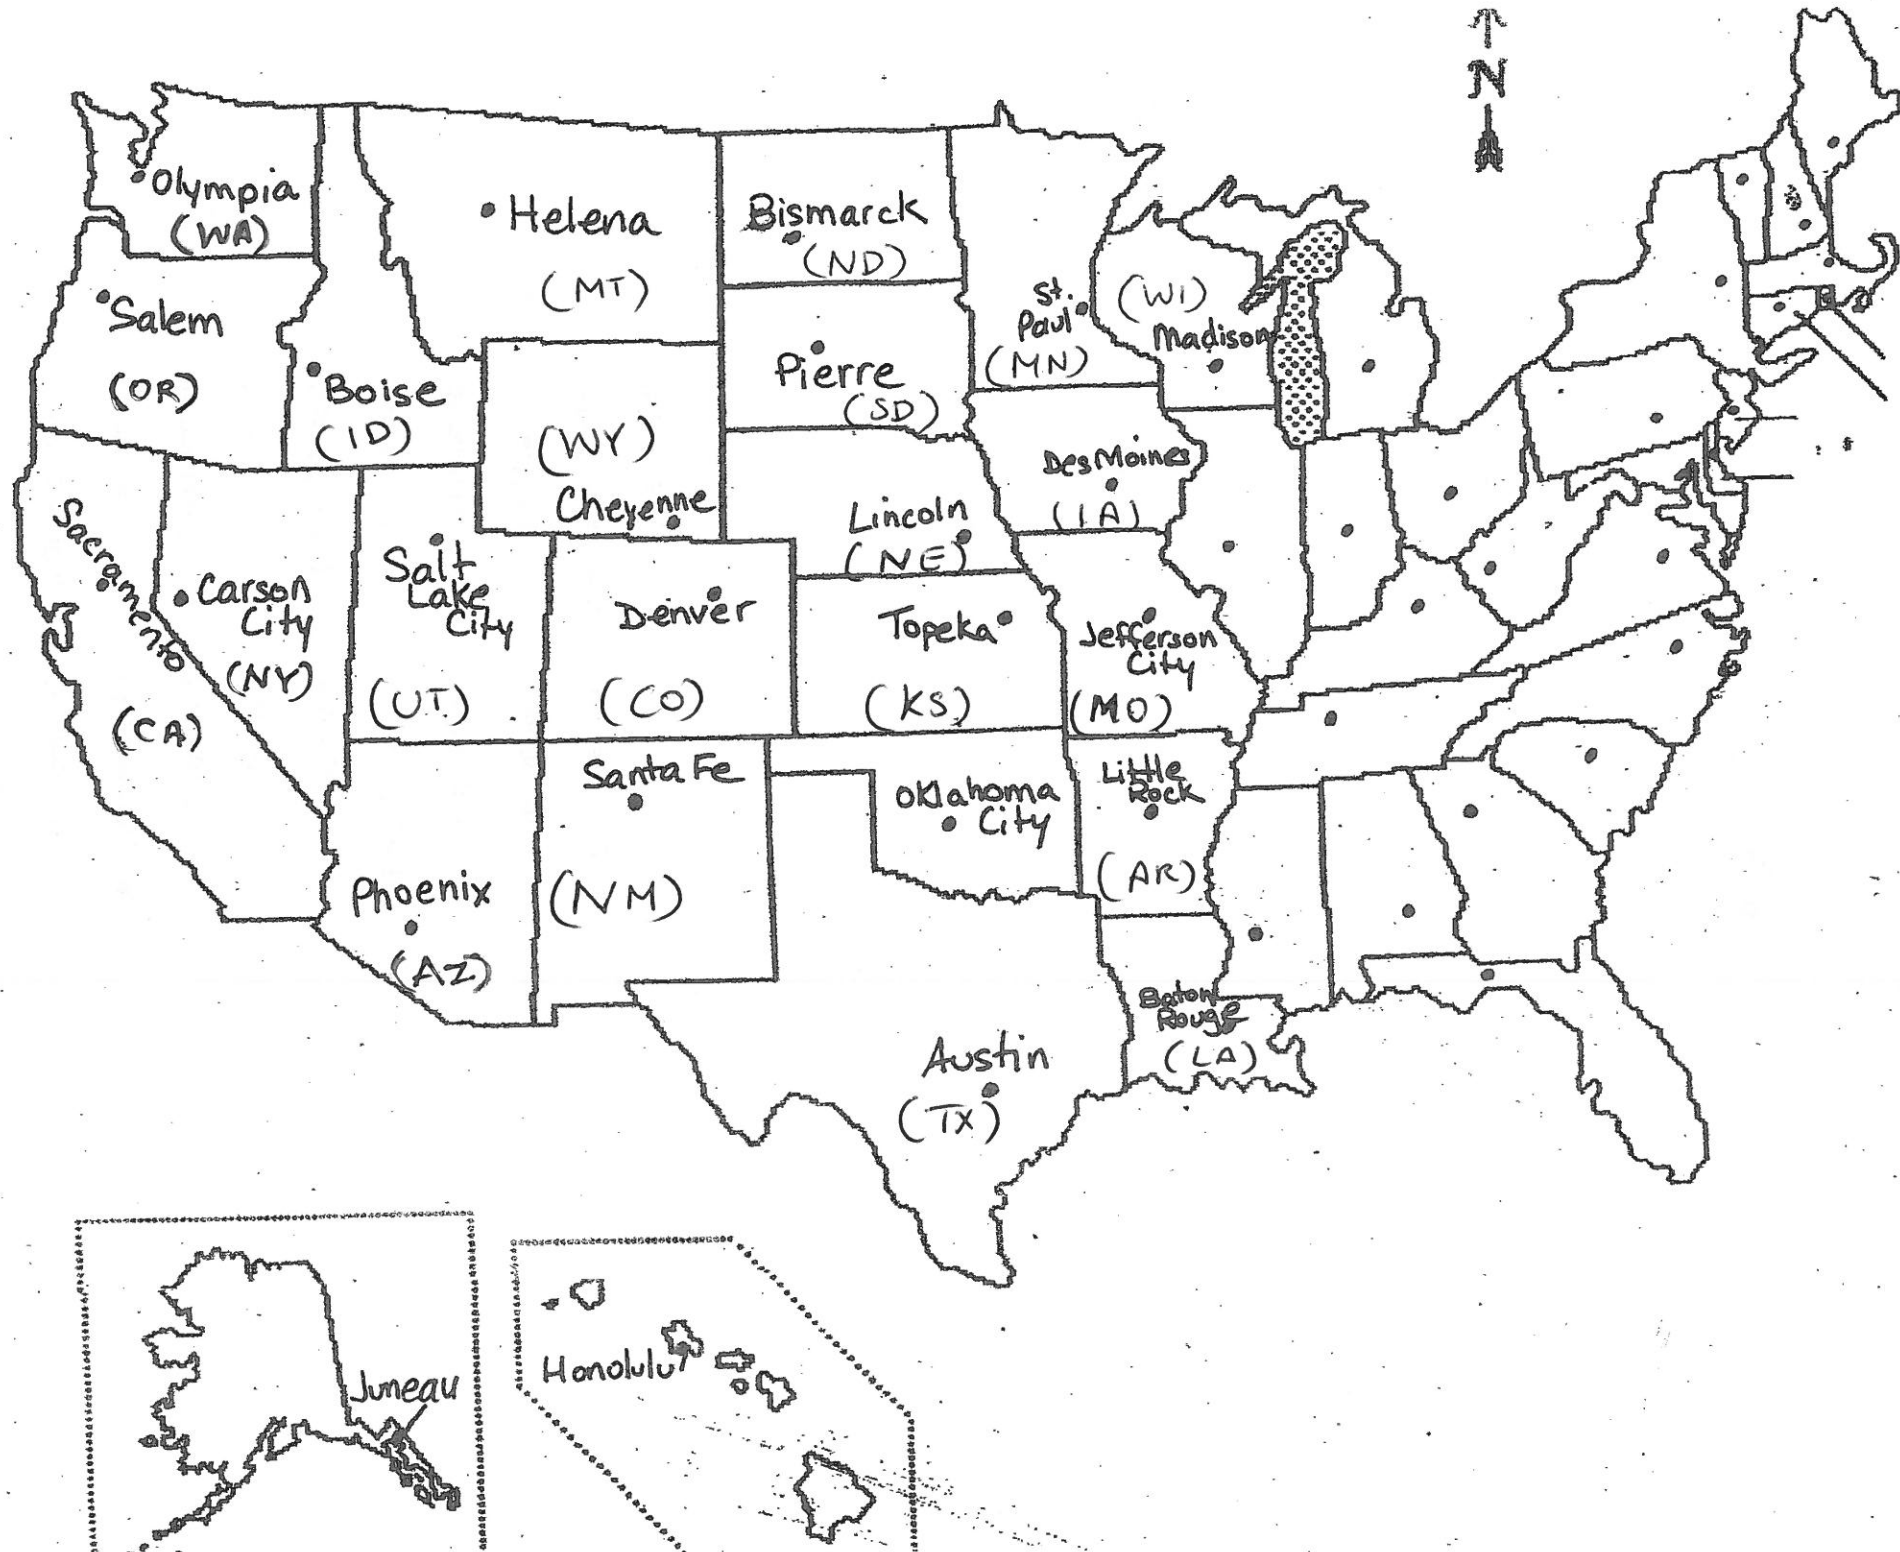 N
Olympia
(WA)
Helena
(MT)
Bismarck
(ND)
Salem
(OR)
Boise
(ID)
(WY)
Cheyenne
Pierre
(SD)
St.
Paul
(MN)
(WI)
Madison
Des Moines
(IA)
Lincoln
(NE)
Sacramento
(CA)
Carson
City
(NY)
Salt
Lake
City
(UT)
Denver
(CO)
Topeka
(KS)
Jefferson
City
(MO)
Santa Fe
(NM)
Oklahoma
City
Little
Rock
(AR)
Phoenix
(AZ)
Austin
(TX)
Baton
Rouge
(LA)
Juneau
Honolulu